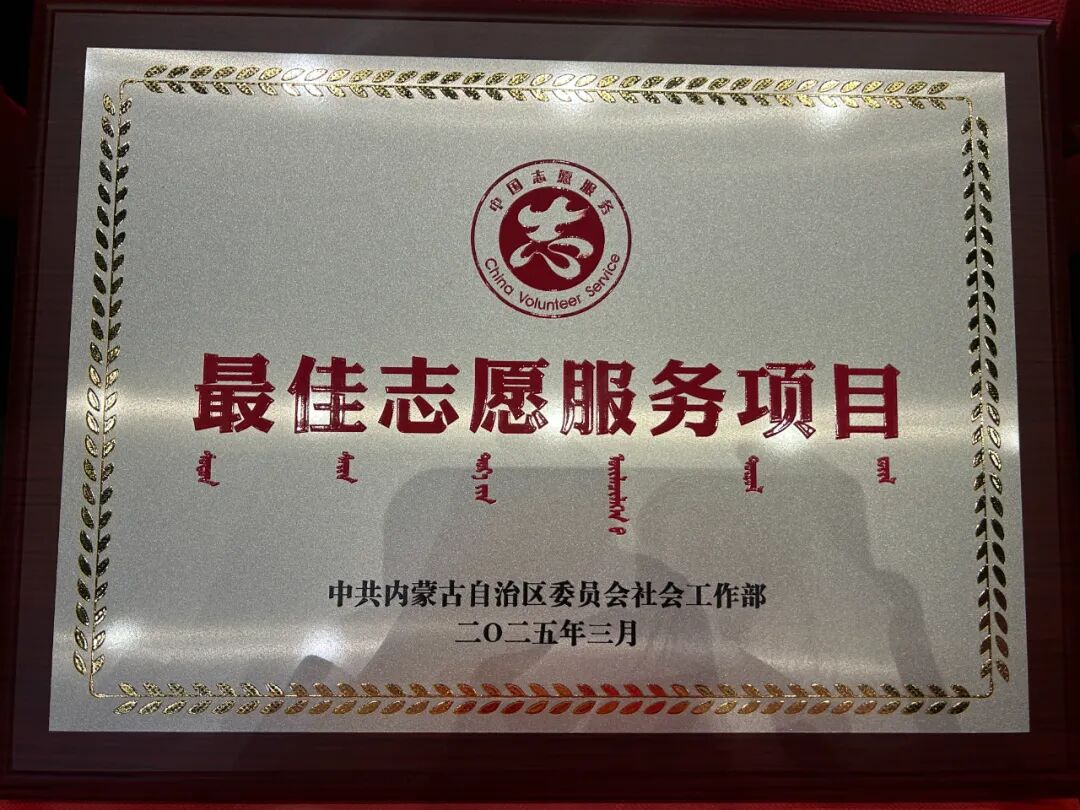 中国志愿服务
China Volunteer Service
最佳志愿服务项目
中共内蒙古自治区委员会社会工作部
二〇二五年三月